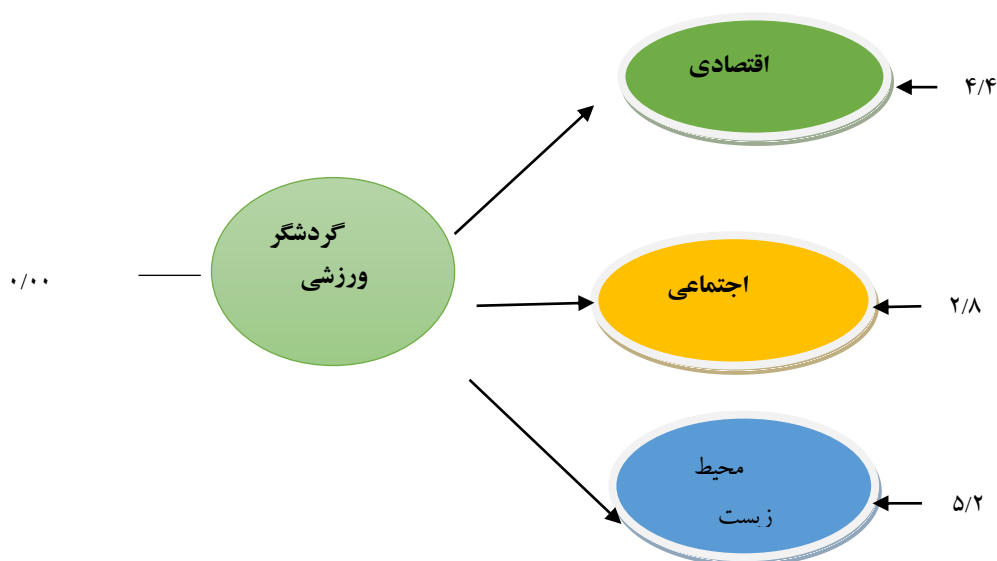 اقتصادی
۴/۴
گردشگر
ورزشی
۰/۰۰
اجتماعی
۲/۸
محیط
زیست
۵/۲